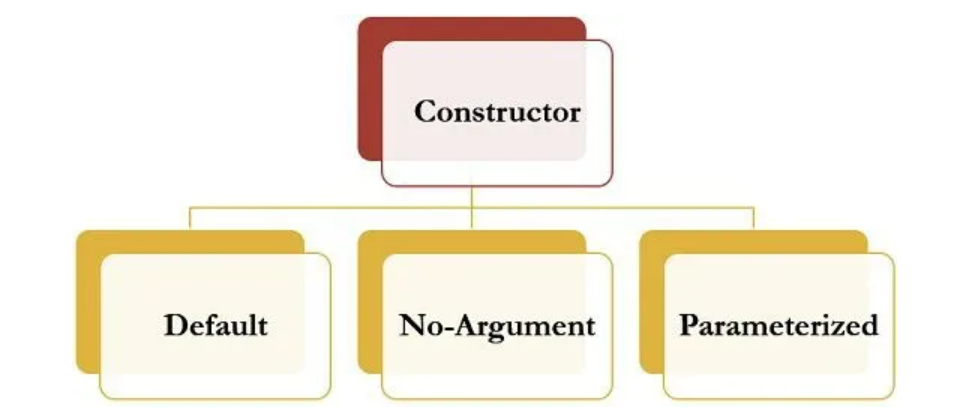 Constructor
Default
No-Argument
Parameterized